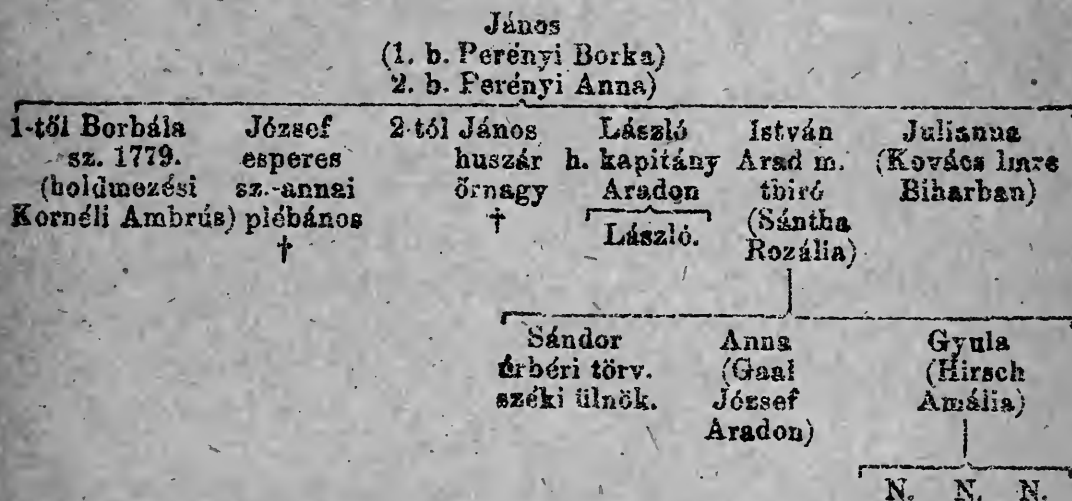 János
(1. b. Perényi Borka)
2. b. Perényi Anna)
1-től Borbála József 2-tól János László István Julianna
sz. 1779. esperes huszár h. kapitány Arad m. (Kovács Imre
(holdmezési sz.-annai őrnagy Aradon tbiró Biharban)
Kornéli Ambrús) plébános † László. (Sántha
† Rozália)
Sándor Anna Gyula
úrbéri törv. (Gaal (Hirsch
széki ülnök. József Amália)
Aradon)
N. N. N.